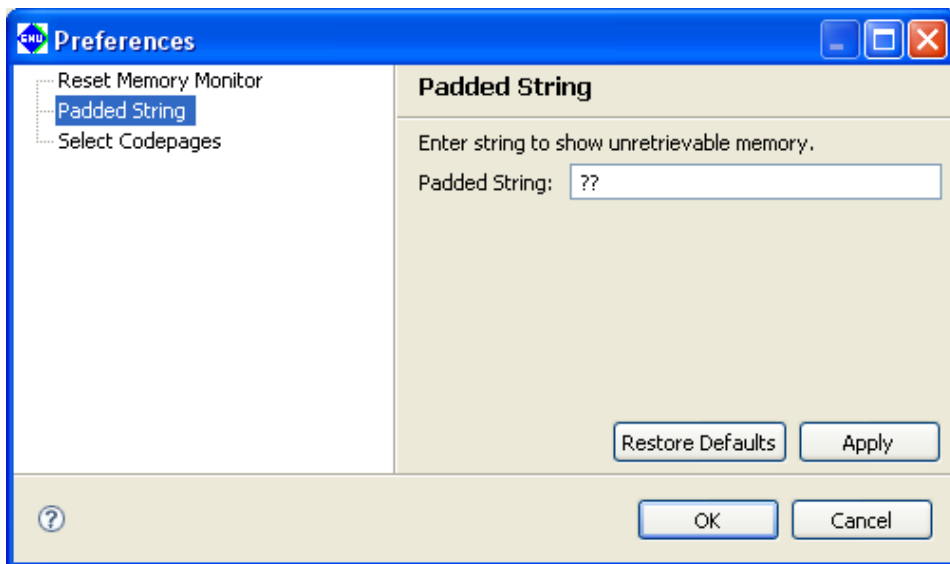 GNU Preferences
Reset Memory Monitor
Padded String
Select Codepages
Padded String
Enter string to show unretrievable memory.
Padded String: ??
Restore Defaults Apply
? OK Cancel